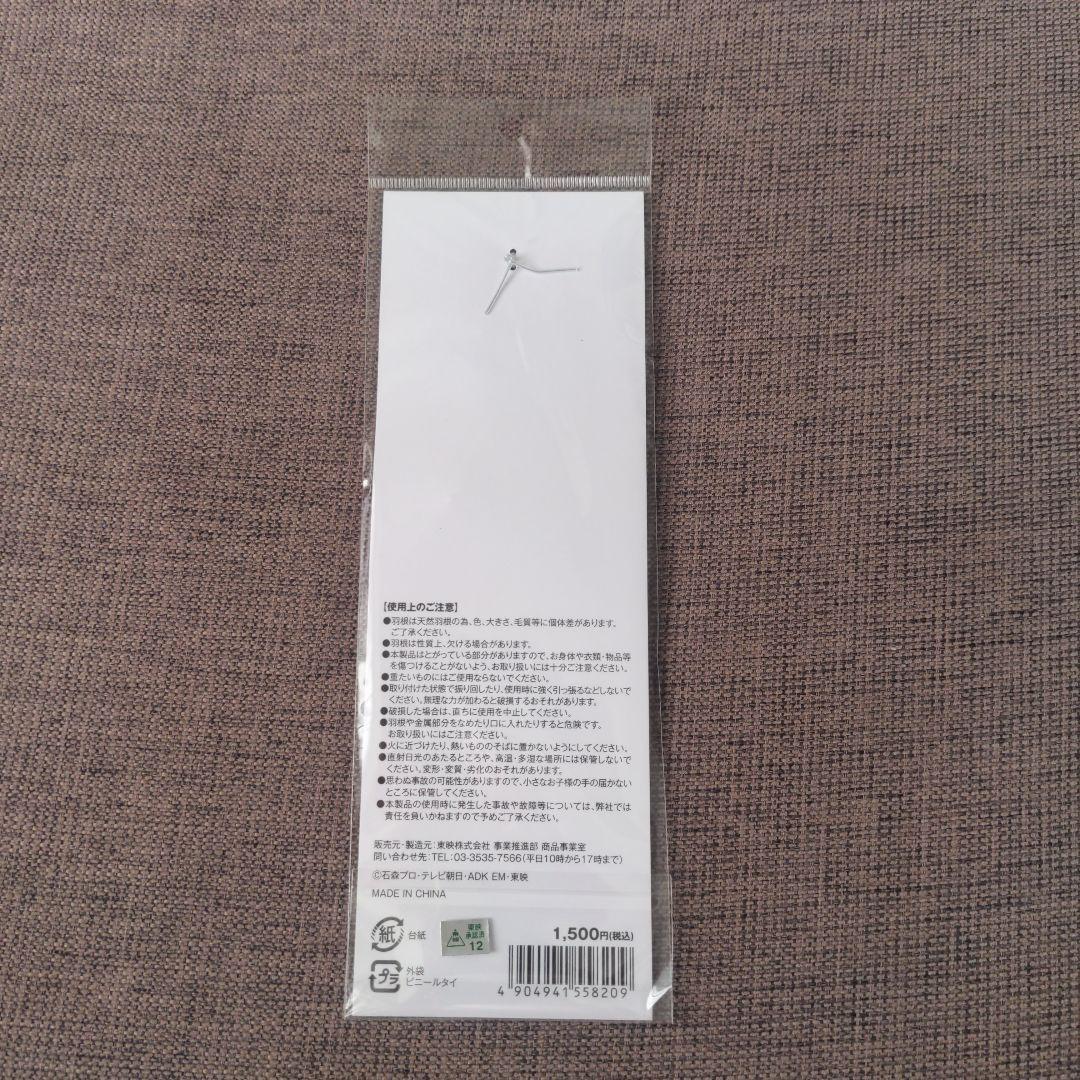 【使用上のご注意】
●羽根は天然羽根の為、色、大きさ、毛質等に個体差があります。
ご了承ください。
●羽根は性質上、欠ける場合があります。
●本製品はとがっている部分がありますので、お身体や衣類・物品等
を傷つけることがないよう、お取り扱いには十分ご注意ください。
●重たいものにはご使用ならないでください。
●取り付けた状態で振り回したり、使用時に強く引っ張るなどしないで
ください。無理な力が加わると破損するおそれがあります。
●破損した場合は、直ちに使用を中止してください。
●羽根や金属部分をなめたり口に入れたりすると危険です。
お取り扱いにはご注意ください。
●火に近づけたり、熱いもののそばに置かないようにしてください。
●直射日光のあたるところや、高温・多湿な場所には保管しないで
ください。変形・変質・劣化のおそれがあります。
●思わぬ事故の可能性がありますので、小さなお子様の手の届かない
ところに保管してください。
●本製品の使用時に発生した事故や故障等については、弊社では
責任を負いかねますので予めご了承ください。
販売元・製造元：東映株式会社 事業推進部 商品事業室
問い合わせ先：TEL：03-3535-7566（平日10時から17時まで）
©石森プロ・テレビ朝日・ADK EM・東映
MADE IN CHINA
紙 台紙
東映
承認済
12
1,500円(税込)
プラ 外袋
ビニールタイ
4 904941 558209